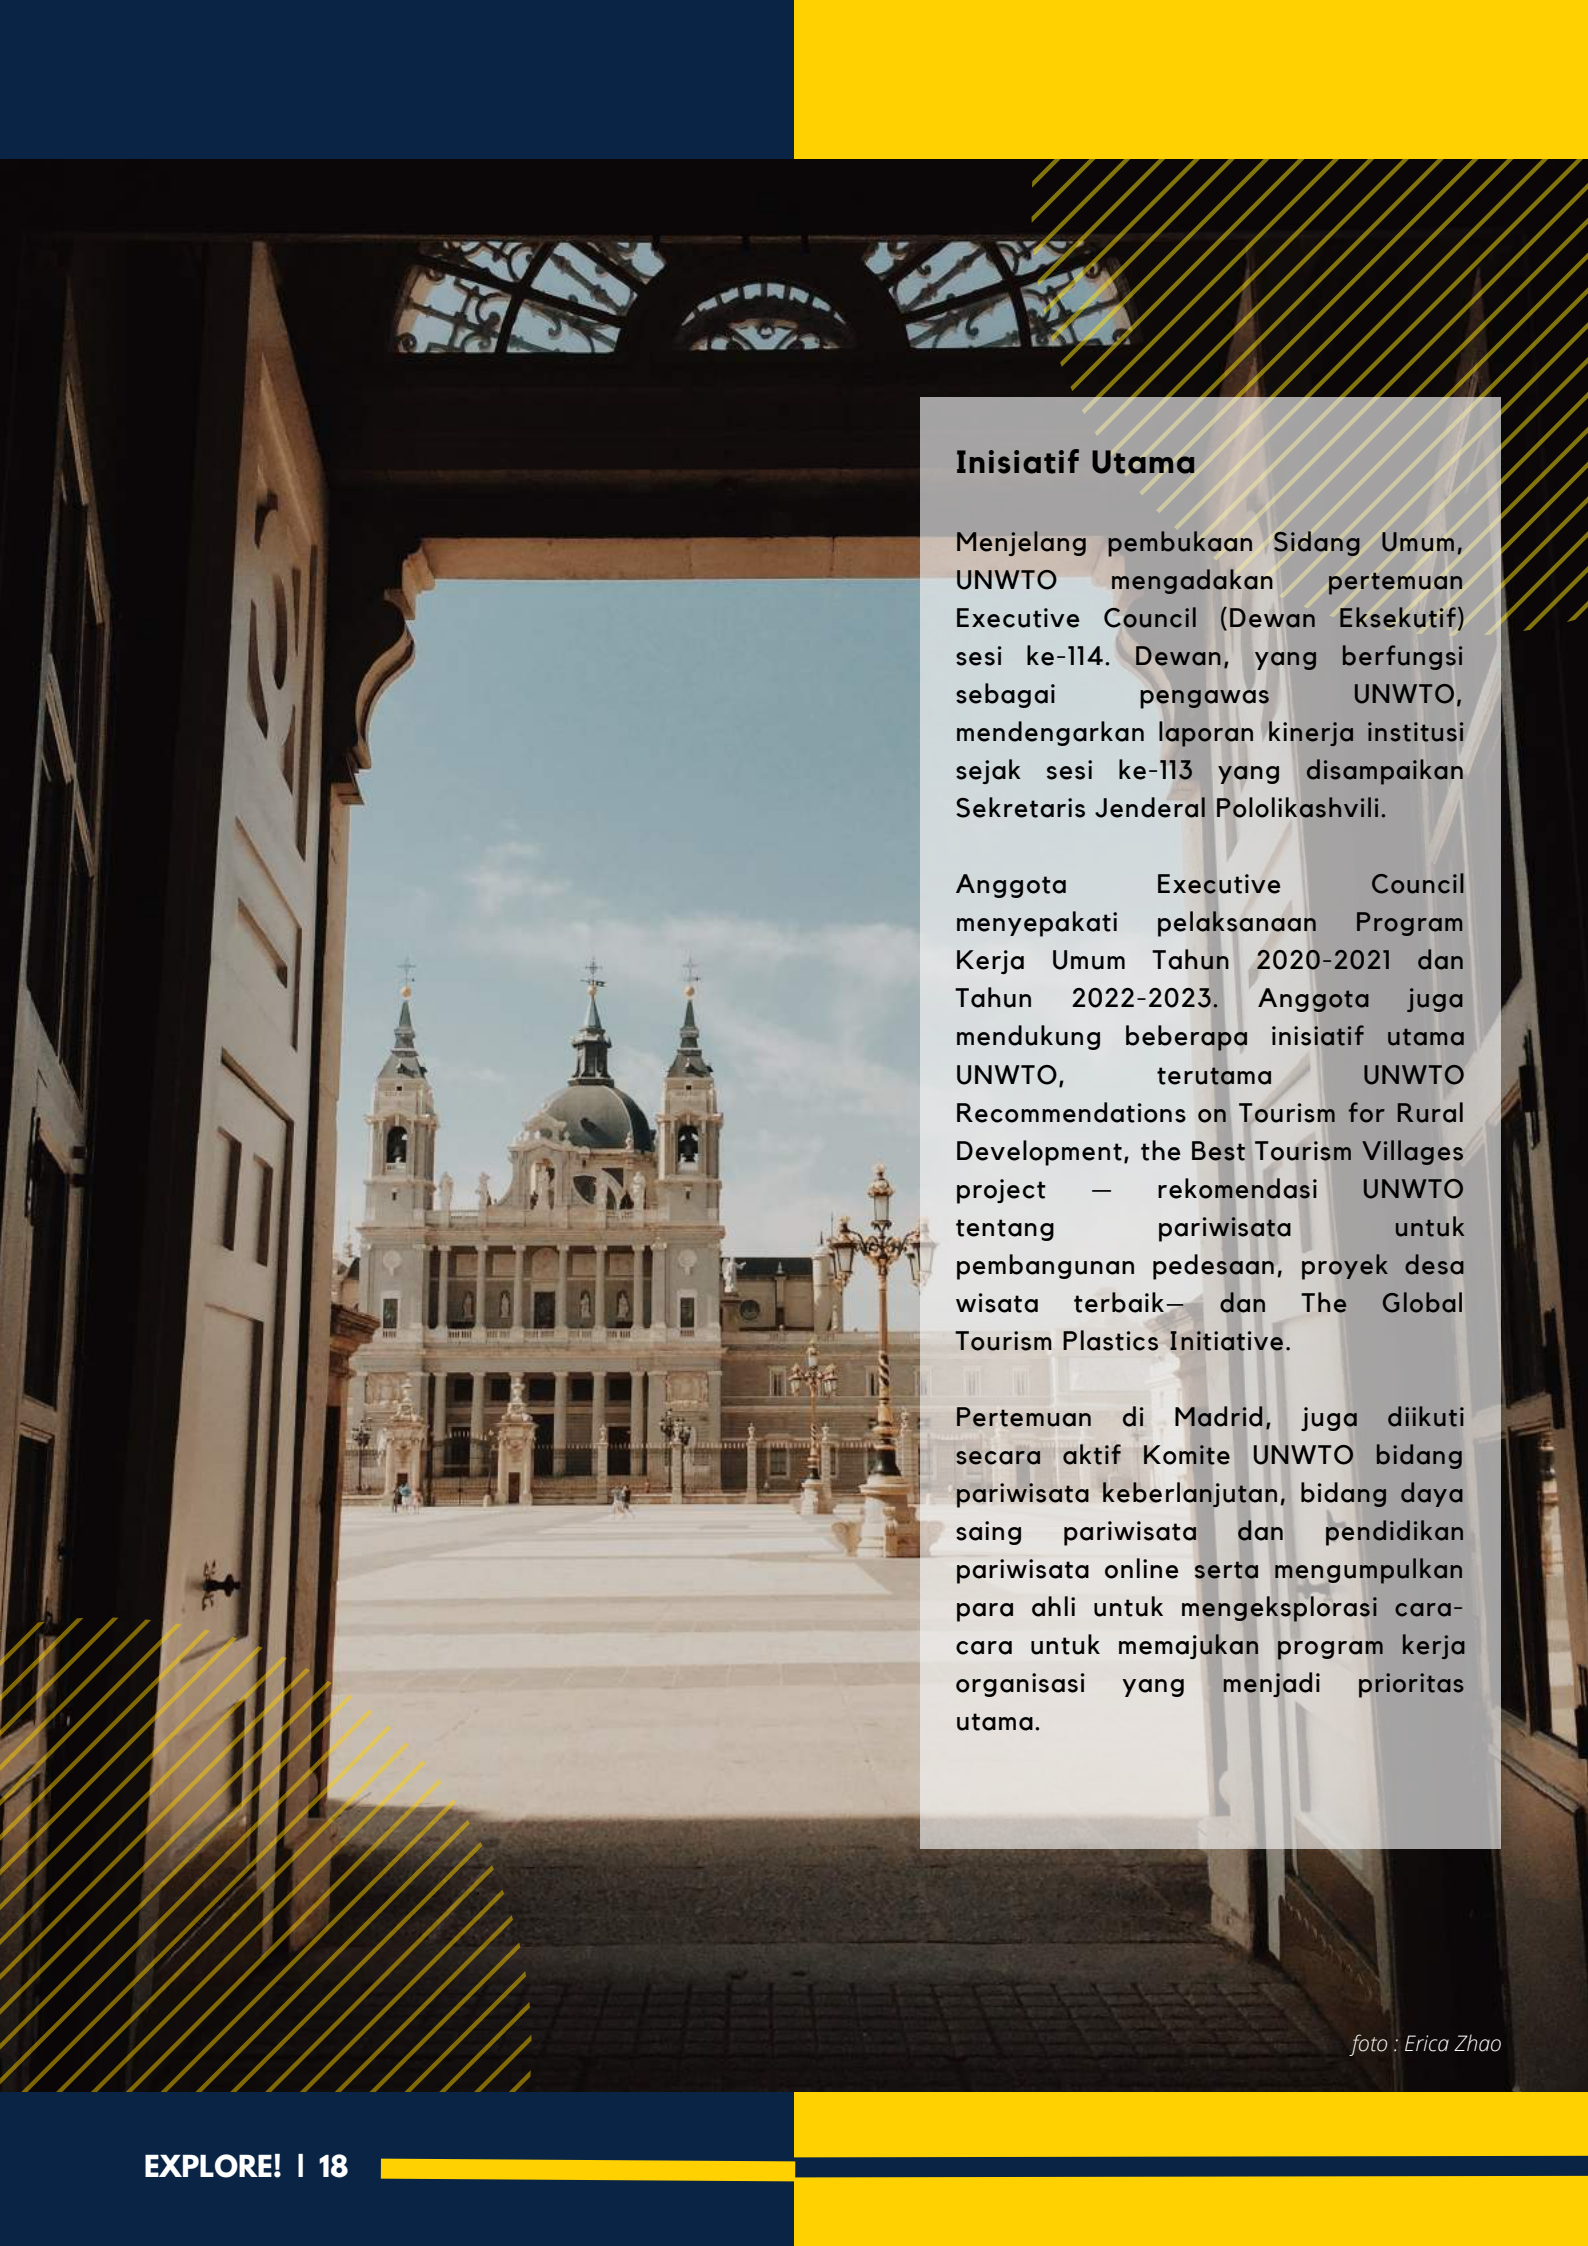 Inisiatif Utama
Menjelang pembukaan Sidang Umum,
UNWTO mengadakan pertemuan
Executive Council (Dewan Eksekutif)
sesi ke-114. Dewan, yang berfungsi
sebagai pengawas UNWTO,
mendengarkan laporan kinerja institusi
sejak sesi ke-113 yang disampaikan
Sekretaris Jenderal Pololikashvili.
Anggota Executive Council
menyepakati pelaksanaan Program
Kerja Umum Tahun 2020-2021 dan
Tahun 2022-2023. Anggota juga
mendukung beberapa inisiatif utama
UNWTO, terutama UNWTO
Recommendations on Tourism for Rural
Development, the Best Tourism Villages
project — rekomendasi UNWTO
tentang pariwisata untuk
pembangunan pedesaan, proyek desa
wisata terbaik— dan The Global
Tourism Plastics Initiative.
Pertemuan di Madrid, juga diikuti
secara aktif Komite UNWTO bidang
pariwisata keberlanjutan, bidang daya
saing pariwisata dan pendidikan
pariwisata online serta mengumpulkan
para ahli untuk mengeksplorasi cara-
cara untuk memajukan program kerja
organisasi yang menjadi prioritas
utama.
foto : Erica Zhao
EXPLORE! | 18